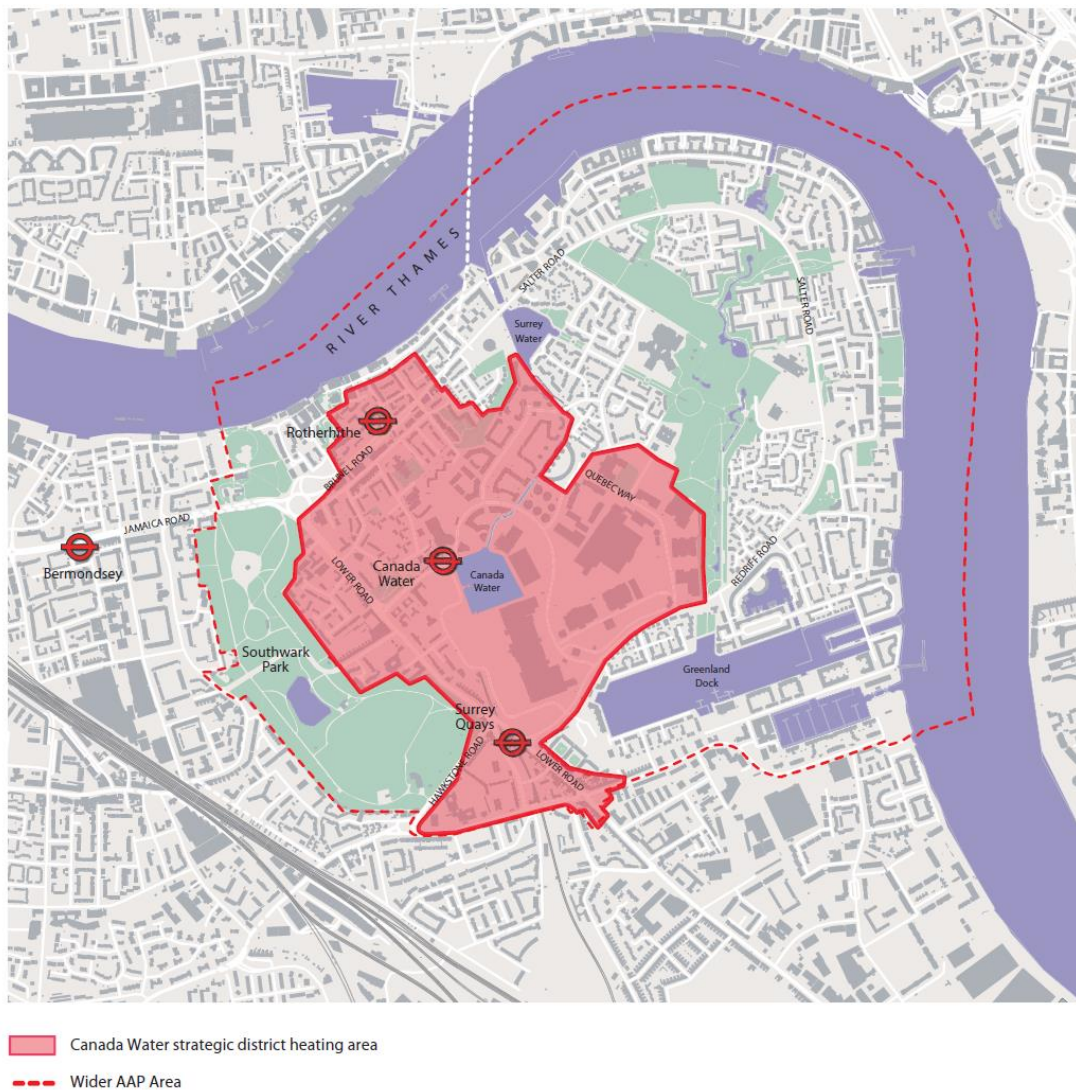 RIVER THAMES
SALTER ROAD
SALTER ROAD
Surrey
Water
Rotherhithe
BRUNEL ROAD
QUEBEC WAY
JAMAICA ROAD
Bermondsey
LOWER ROAD
Canada
Water
Canada
Water
REDRIFF ROAD
Southwark
Park
Greenland
Dock
Surrey
Quays
HAWKSTONE ROAD
LOWER ROAD
Canada Water strategic district heating area
Wider AAP Area